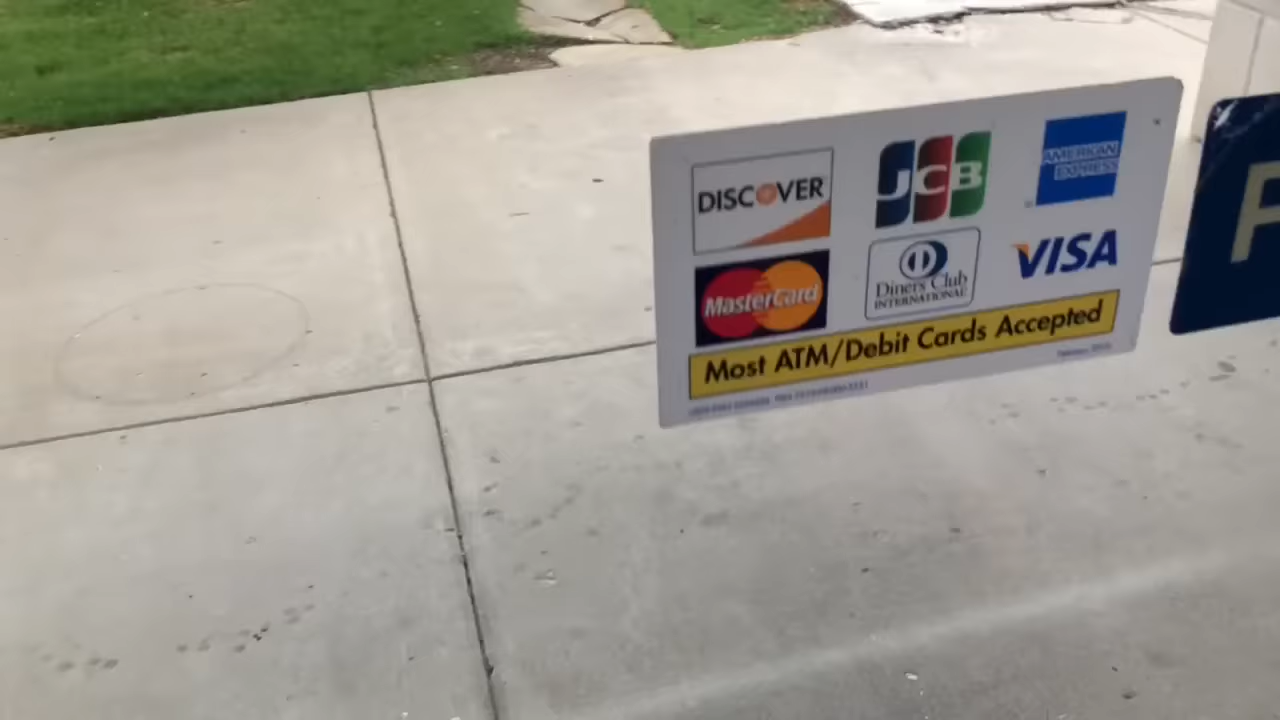 DISCOVER
JCB
AMERICAN
EXPRESS
MasterCard
Diners Club
INTERNATIONAL
VISA
Most ATM/Debit Cards Accepted